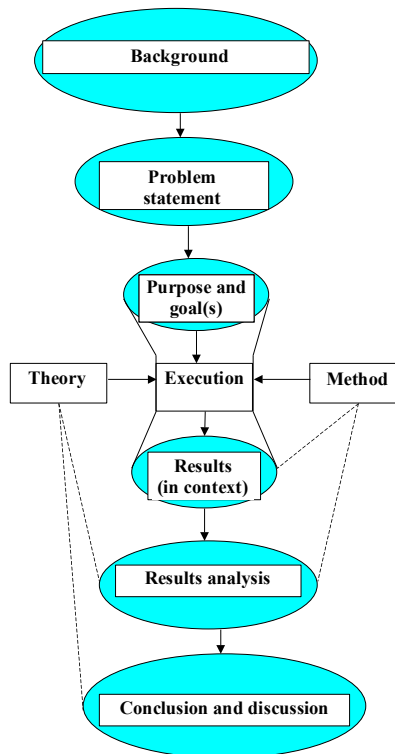 Background
Problem
statement
Purpose and
goal(s)
Theory
Execution
Method
Results
(in context)
Results analysis
Conclusion and discussion